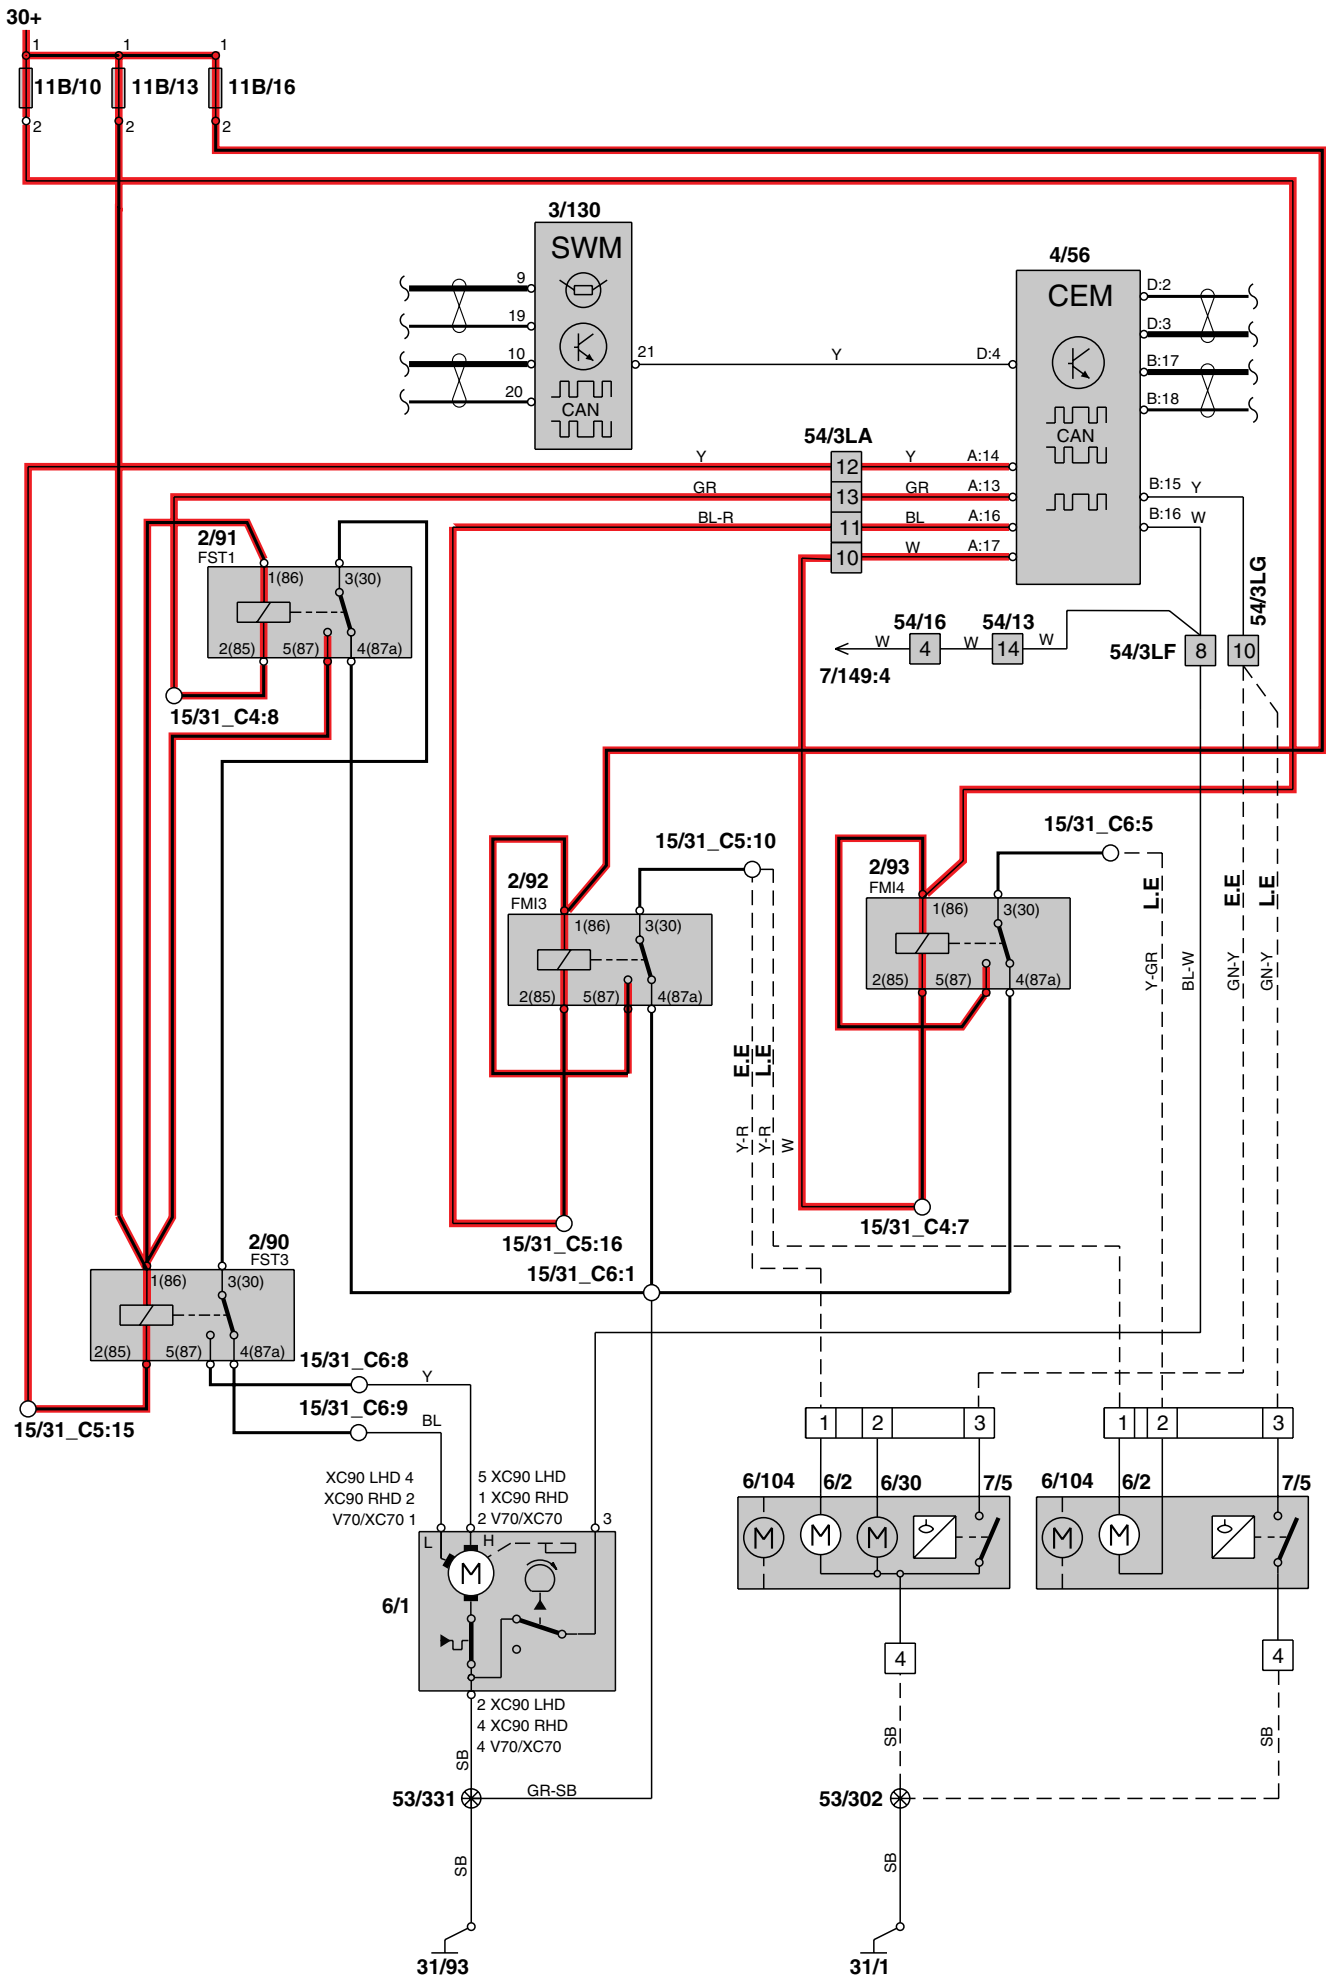 30+
1 1 1
11B/10 11B/13 11B/16
2 2 2
3/130
SWM
9
19
10
20
CAN
21 Y D:4
4/56
CEM
D:2
D:3
B:17
B:18
CAN
54/3LA
Y 12 Y A:14
GR 13 GR A:13
BL-R 11 BL A:16
10 W A:17
B:15 Y
B:16 W
54/3LG
2/91
FST1
1(86) 3(30)
2(85) 5(87) 4(87a)
15/31_C4:8
54/16 54/13
W 4 W 14 W
7/149:4
54/3LF 8 10
15/31_C5:10
15/31_C6:5
2/92
FMI3
1(86) 3(30)
2(85) 5(87) 4(87a)
2/93
FMI4
1(86) 3(30)
2(85) 5(87) 4(87a)
L.E E.E L.E
Y-GR BL-W GN-Y GN-Y
E.E L.E
Y-R Y-R W
15/31_C5:16
15/31_C4:7
15/31_C6:1
2/90
FST3
1(86) 3(30)
2(85) 5(87) 4(87a)
15/31_C6:8
Y
15/31_C6:9
BL
15/31_C5:15
XC90 LHD 4 5 XC90 LHD
XC90 RHD 2 1 XC90 RHD
V70/XC70 1 2 V70/XC70
3
L H
M
6/1
2 XC90 LHD
4 XC90 RHD
4 V70/XC70
SB
53/331
GR-SB
SB
31/93
1 2 3
6/104 6/2 6/30 7/5
M M M
4
SB
53/302
SB
31/1
1 2 3
6/104 6/2 7/5
M M
4
SB